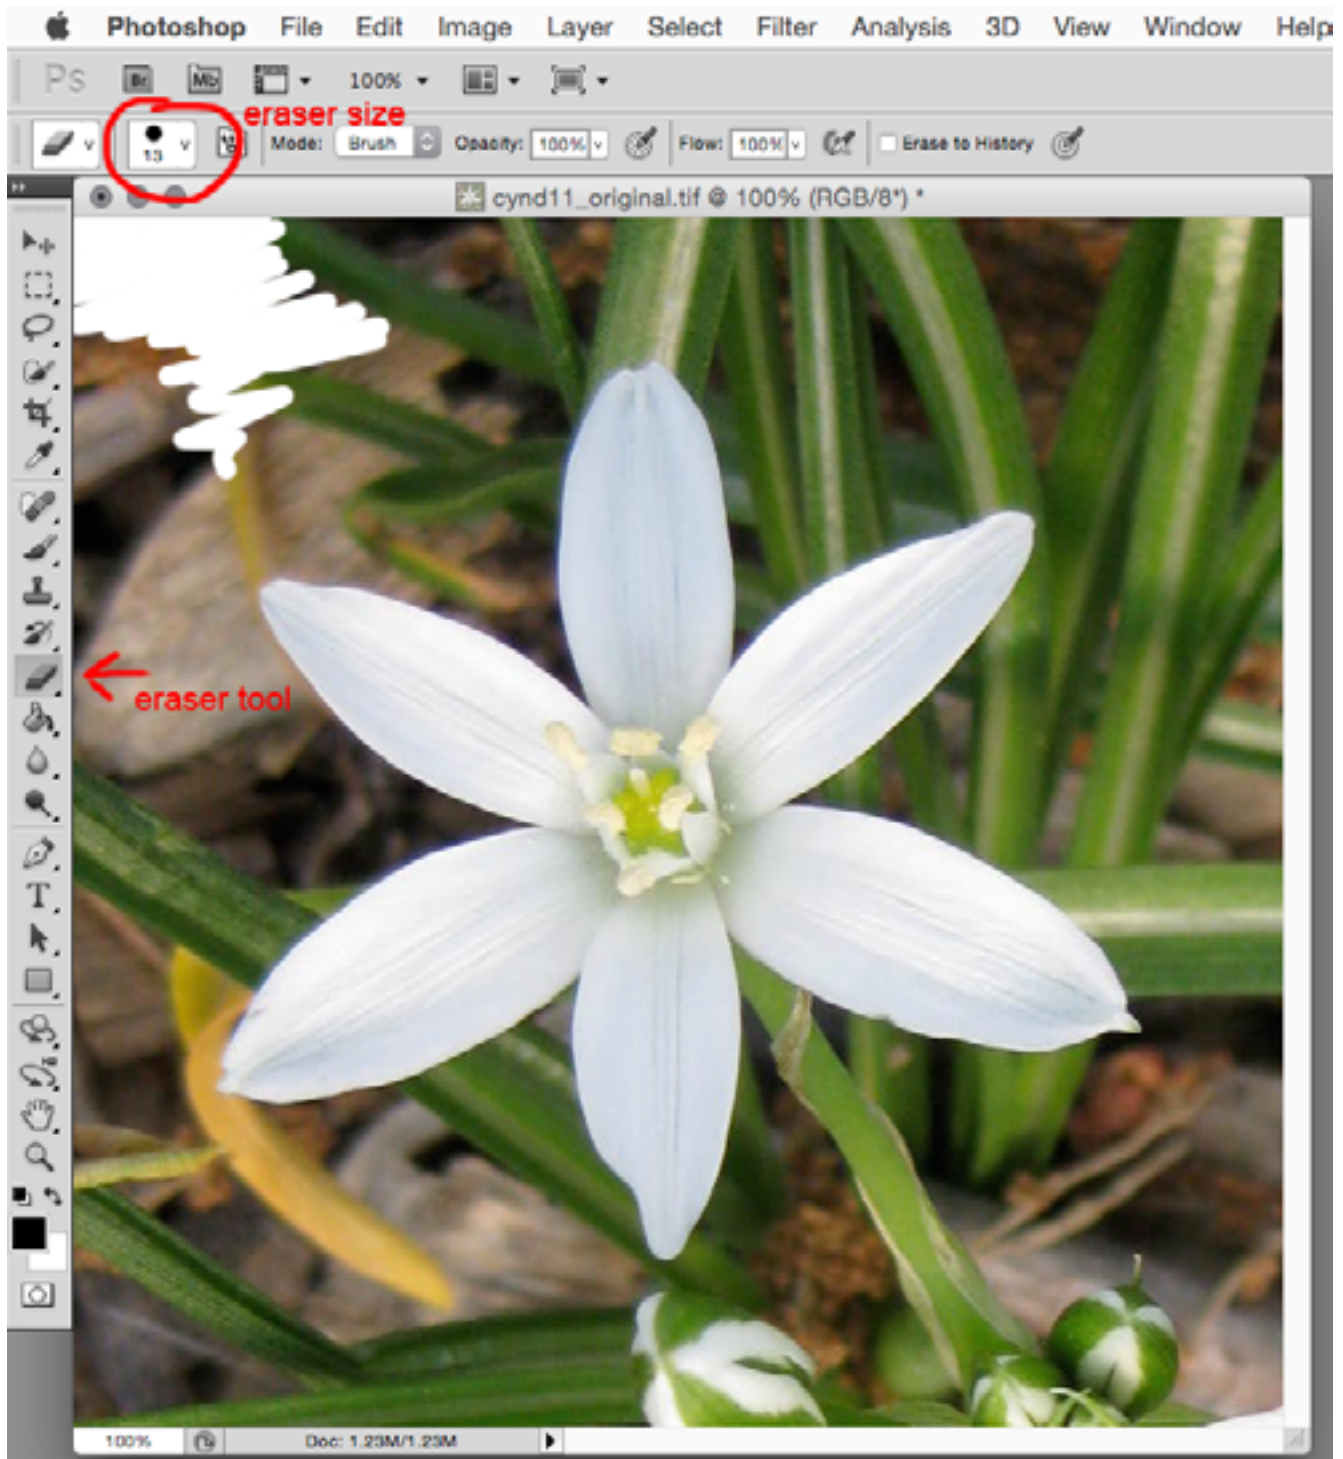 Photoshop File Edit Image Layer Select Filter Analysis 3D View Window Help
Ps Br Mb 100%
eraser size
13 Mode: Brush Opacity: 100% Flow: 100% Erase to History
cynd11_original.tif @ 100% (RGB/8*) *
eraser tool
T
100% Doc: 1.23M/1.23M